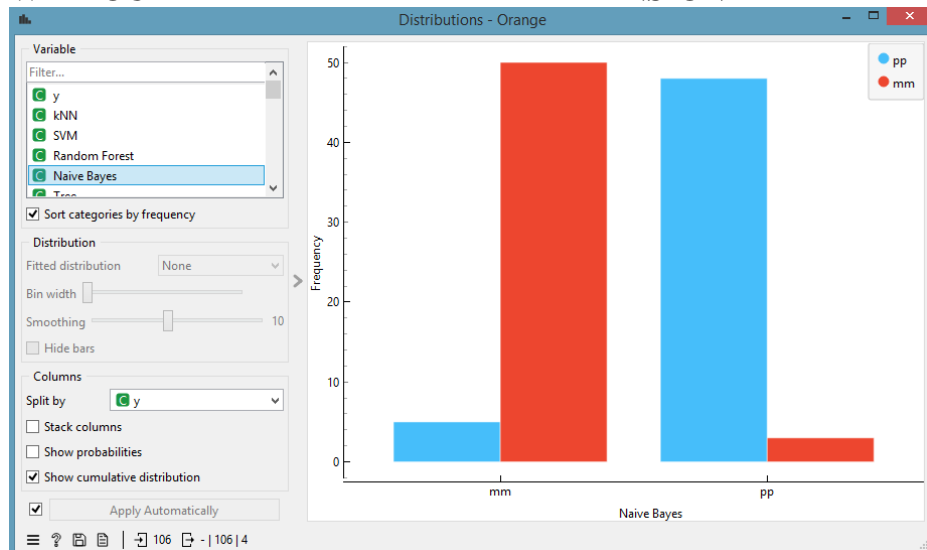 Distributions - Orange
Variable
Filter...
C y
C kNN
C SVM
C Random Forest
C Naive Bayes
Sort categories by frequency
Distribution
Fitted distribution None
Bin width
Smoothing 10
Hide bars
Columns
Split by C y
Stack columns
Show probabilities
Show cumulative distribution
Apply Automatically
? 106 - | 106 | 4
>
pp
mm
Frequency
50
40
30
20
10
0
mm pp
Naive Bayes